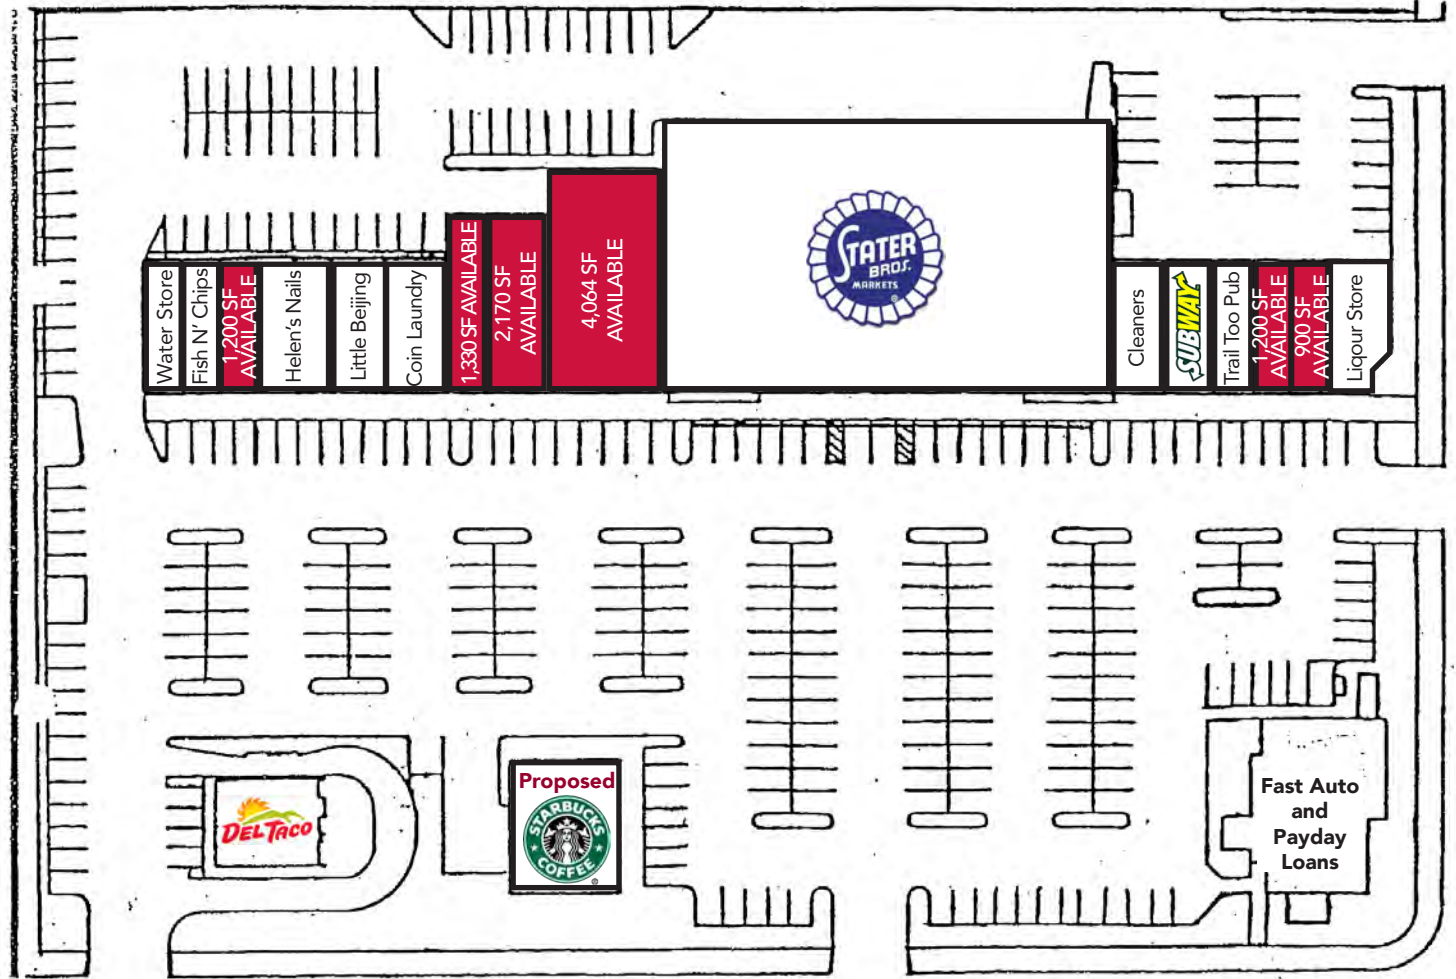 Water Store
Fish N' Chips
1,200 SF
AVAILABLE
Helen's Nails
Little Beijing
Coin Laundry
1,330 SF AVAILABLE
2,170 SF
AVAILABLE
4,064 SF
AVAILABLE
STATER
BROS.
MARKETS
®
Cleaners
SUBWAY
Trail Too Pub
1,200 SF
AVAILABLE
900 SF
AVAILABLE
Liqour Store
DEL TACO
Proposed
STARBUCKS
COFFEE
®
Fast Auto
and
Payday
Loans